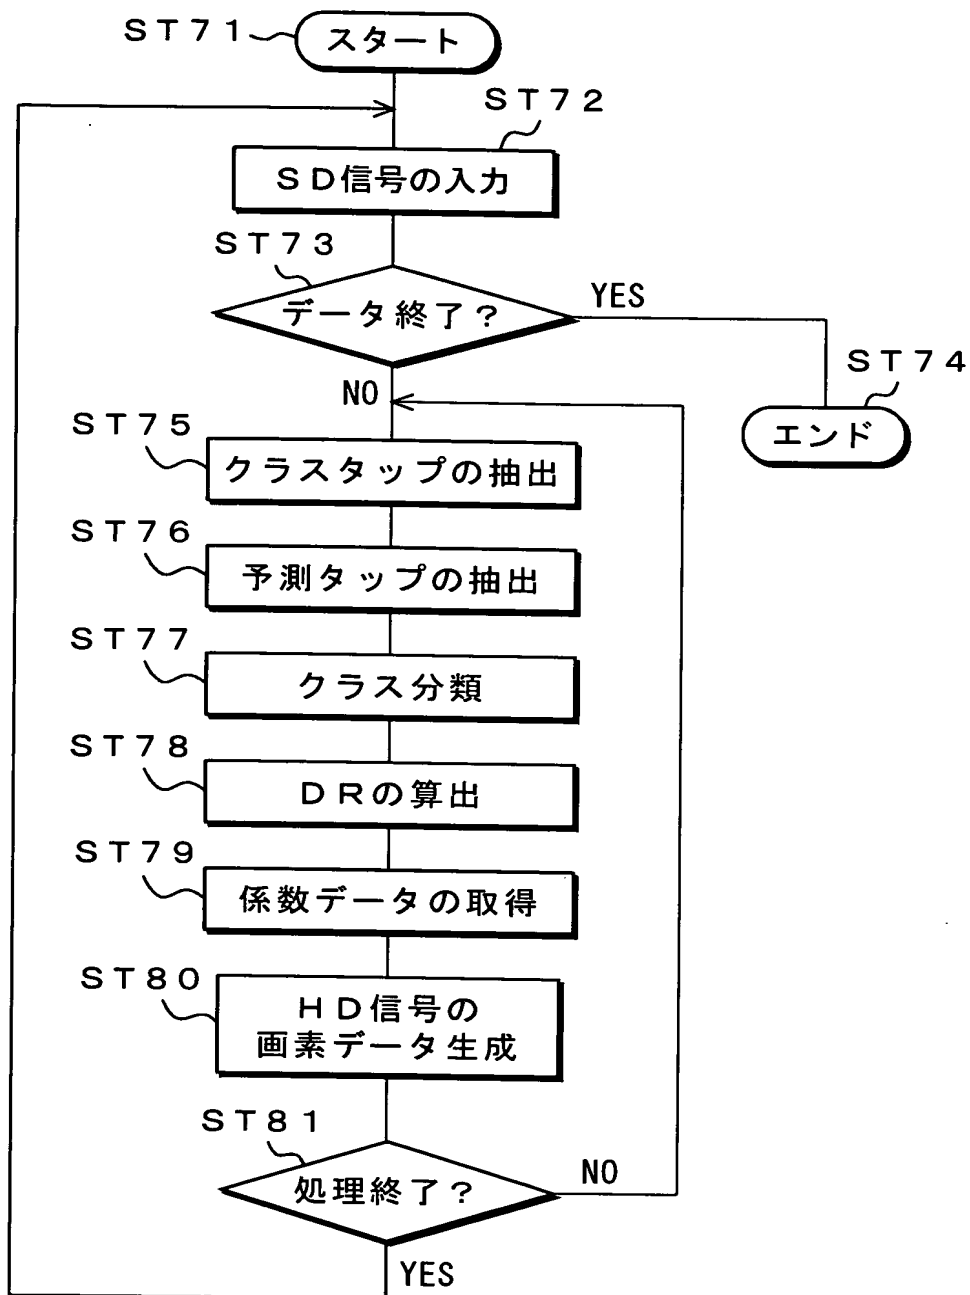 ST71
スタート
ST72
SD信号の入力
ST73
データ終了?
YES
ST74
エンド
NO
ST75
クラスタップの抽出
ST76
予測タップの抽出
ST77
クラス分類
ST78
DRの算出
ST79
係数データの取得
ST80
HD信号の
画素データ生成
ST81
処理終了?
NO
YES